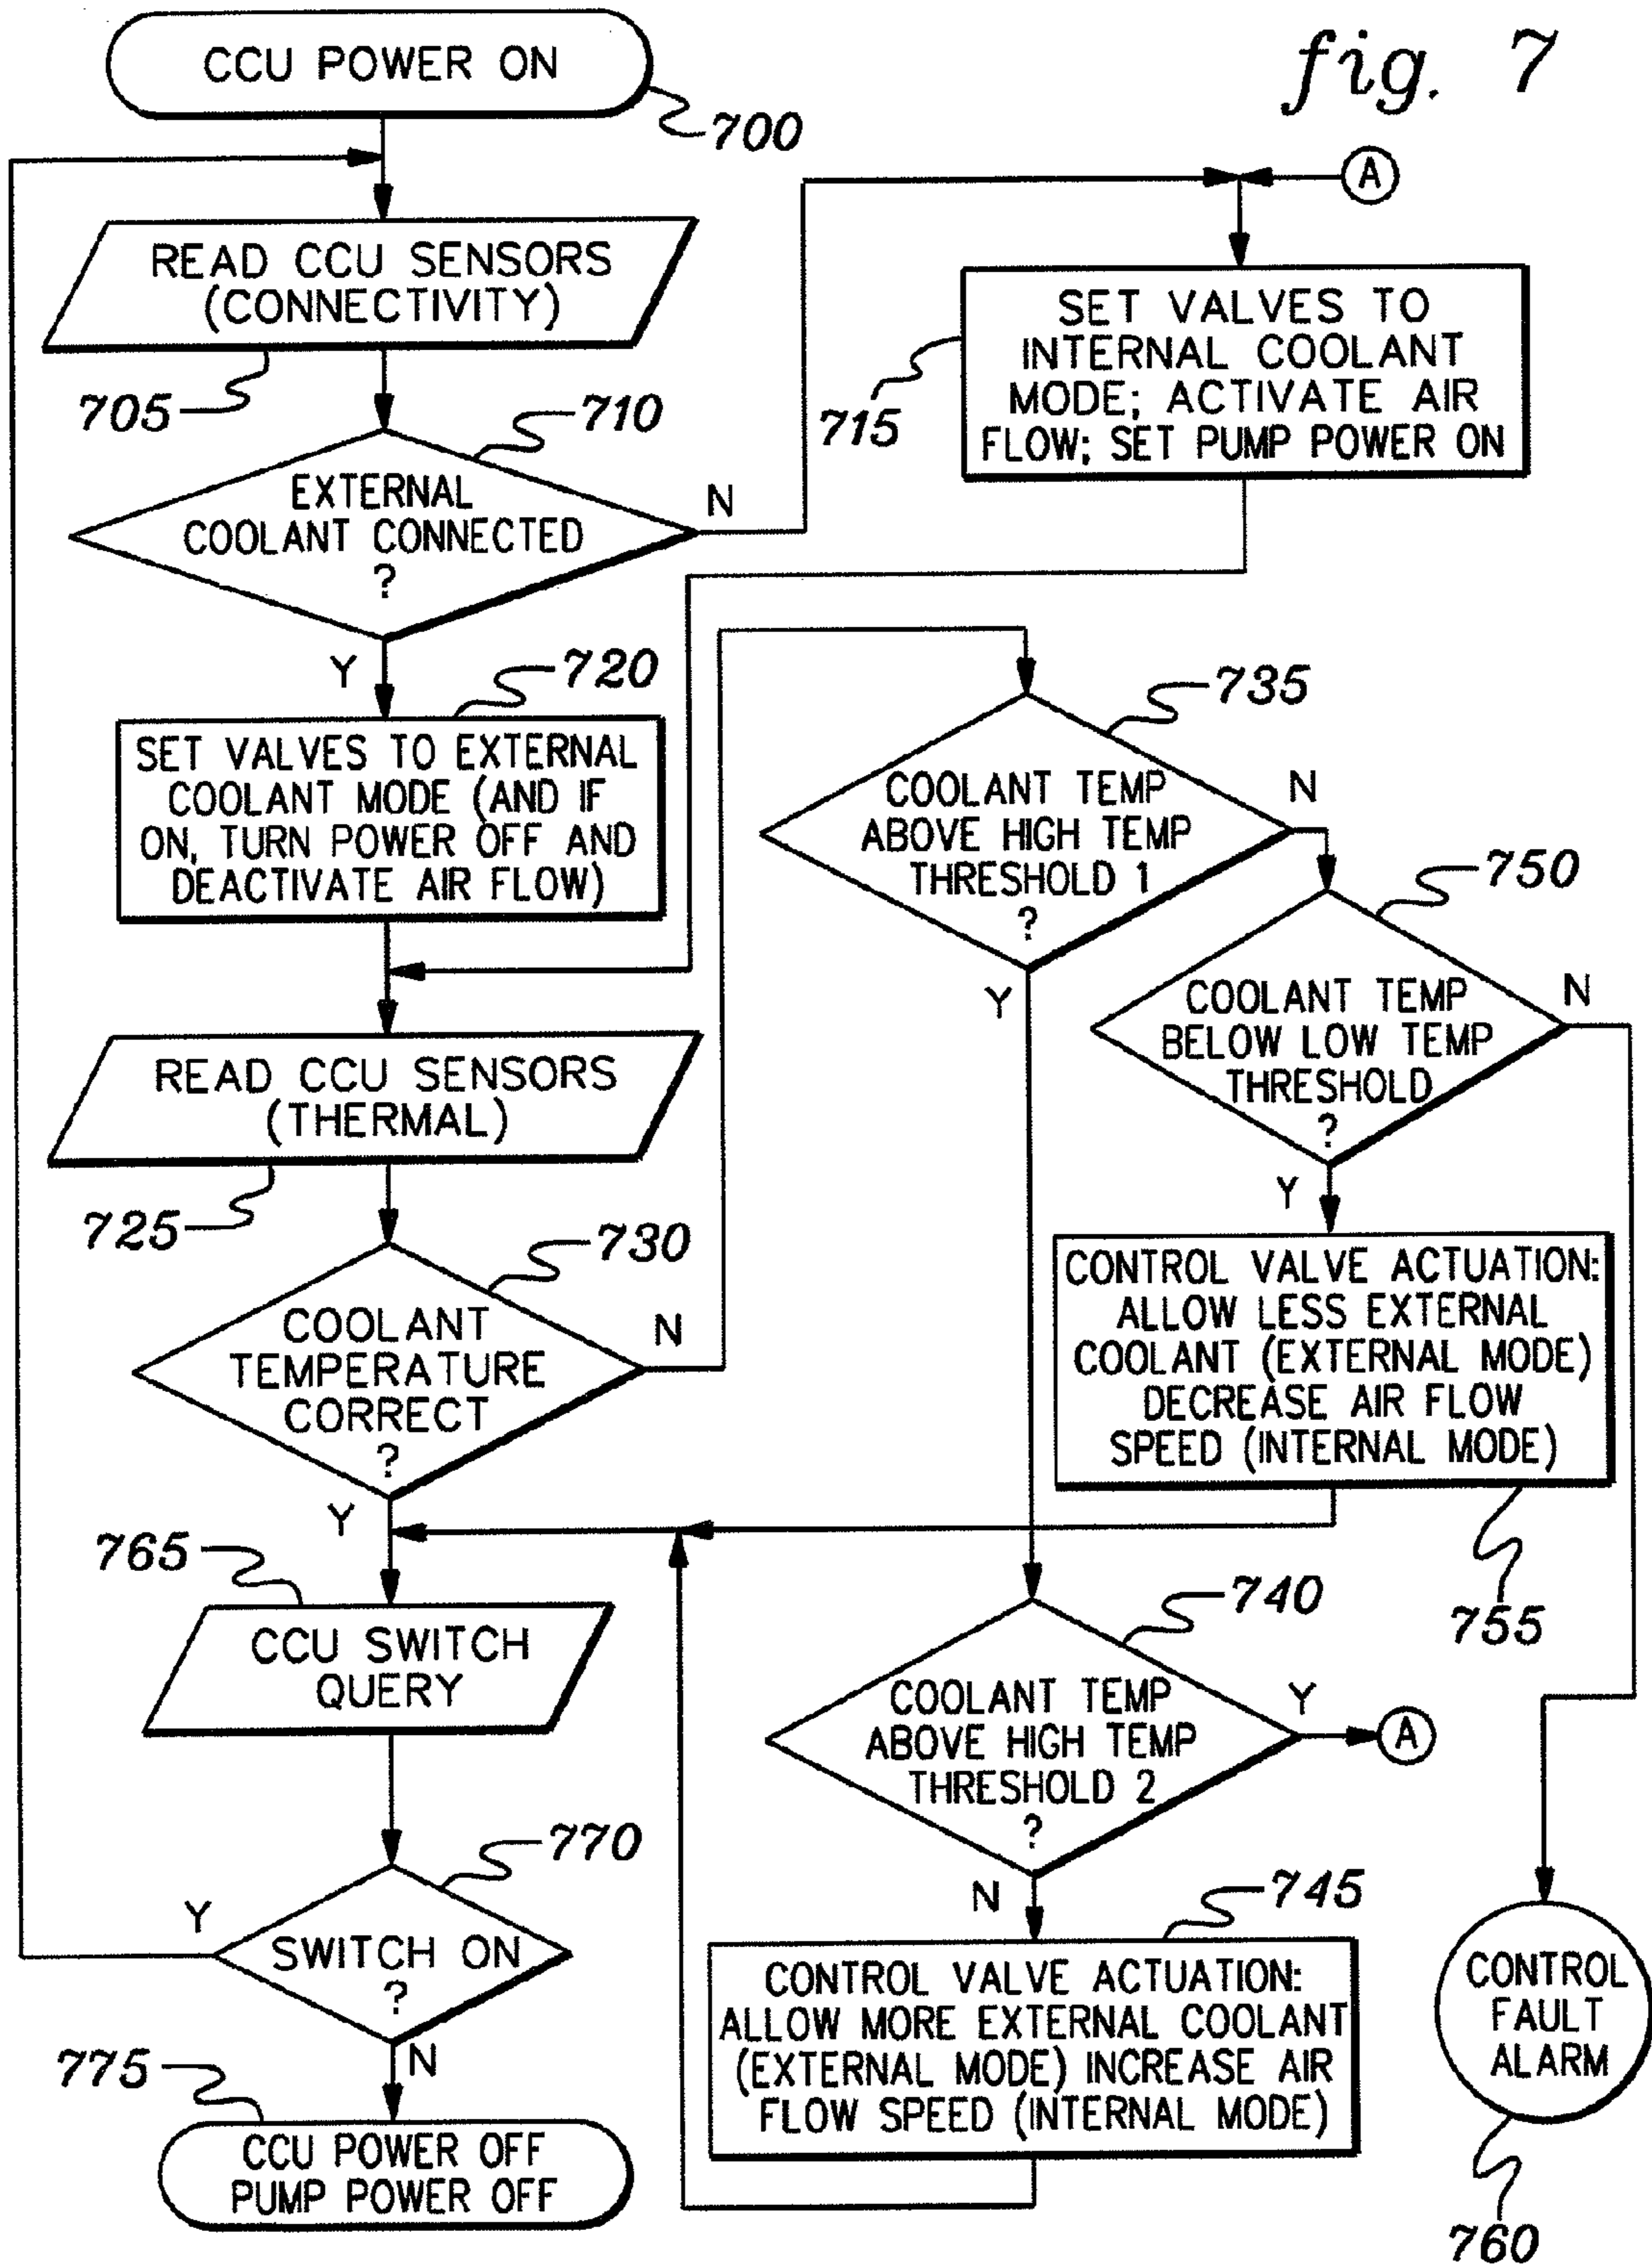 fig. 7
CCU POWER ON
700
A
READ CCU SENSORS
(CONNECTIVITY)
705
710
EXTERNAL
COOLANT CONNECTED
?
N
Y
SET VALVES TO
INTERNAL COOLANT
MODE; ACTIVATE AIR
FLOW; SET PUMP POWER ON
715
720
SET VALVES TO EXTERNAL
COOLANT MODE (AND IF
ON, TURN POWER OFF AND
DEACTIVATE AIR FLOW)
READ CCU SENSORS
(THERMAL)
725
730
COOLANT
TEMPERATURE
CORRECT
?
N
Y
735
COOLANT TEMP
ABOVE HIGH TEMP
THRESHOLD 1
?
N
Y
750
COOLANT TEMP
BELOW LOW TEMP
THRESHOLD
?
N
Y
CONTROL VALVE ACTUATION:
ALLOW LESS EXTERNAL
COOLANT (EXTERNAL MODE)
DECREASE AIR FLOW
SPEED (INTERNAL MODE)
755
740
COOLANT TEMP
ABOVE HIGH TEMP
THRESHOLD 2
?
Y
A
N
745
CONTROL VALVE ACTUATION:
ALLOW MORE EXTERNAL COOLANT
(EXTERNAL MODE) INCREASE AIR
FLOW SPEED (INTERNAL MODE)
CONTROL
FAULT
ALARM
760
765
CCU SWITCH
QUERY
770
SWITCH ON
?
Y
N
775
CCU POWER OFF
PUMP POWER OFF